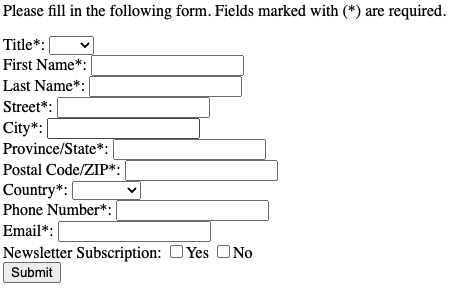 Please fill in the following form. Fields marked with (*) are required.
Title*:
First Name*:
Last Name*:
Street*:
City*:
Province/State*:
Postal Code/ZIP*:
Country*:
Phone Number*:
Email*:
Newsletter Subscription: Yes No
Submit